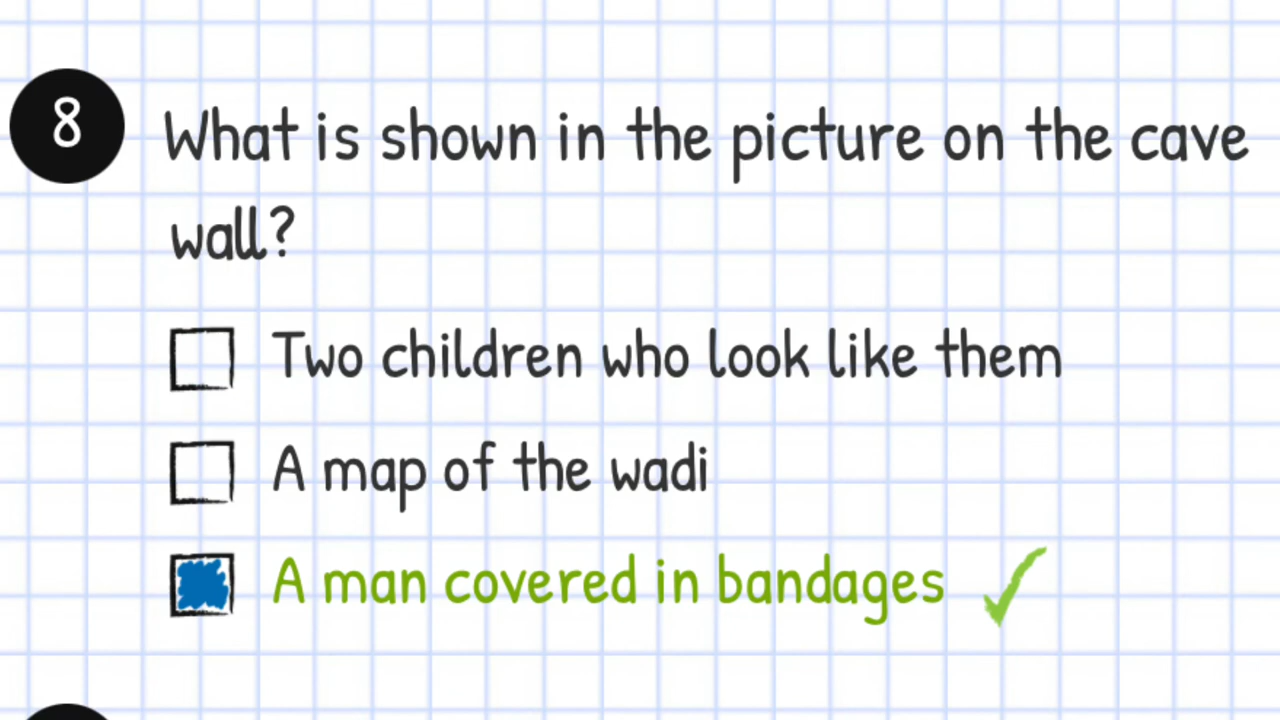 8 What is shown in the picture on the cave
wall?
Two children who look like them
A map of the wadi
A man covered in bandages